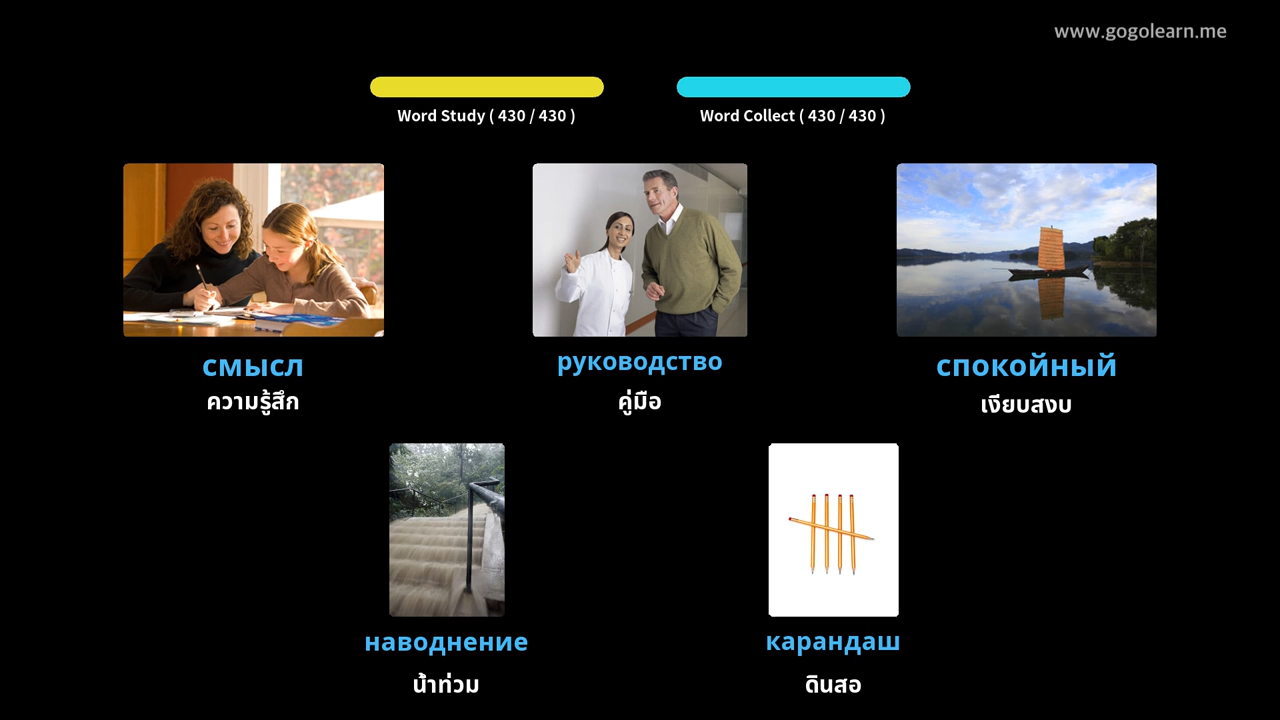 www.gogolearn.me
Word Study ( 430 / 430 )
Word Collect ( 430 / 430 )
смысл
ความรู้สึก
руководство
คู่มือ
спокойный
เงียบสงบ
наводнение
น้ำท่วม
карандаш
ดินสอ